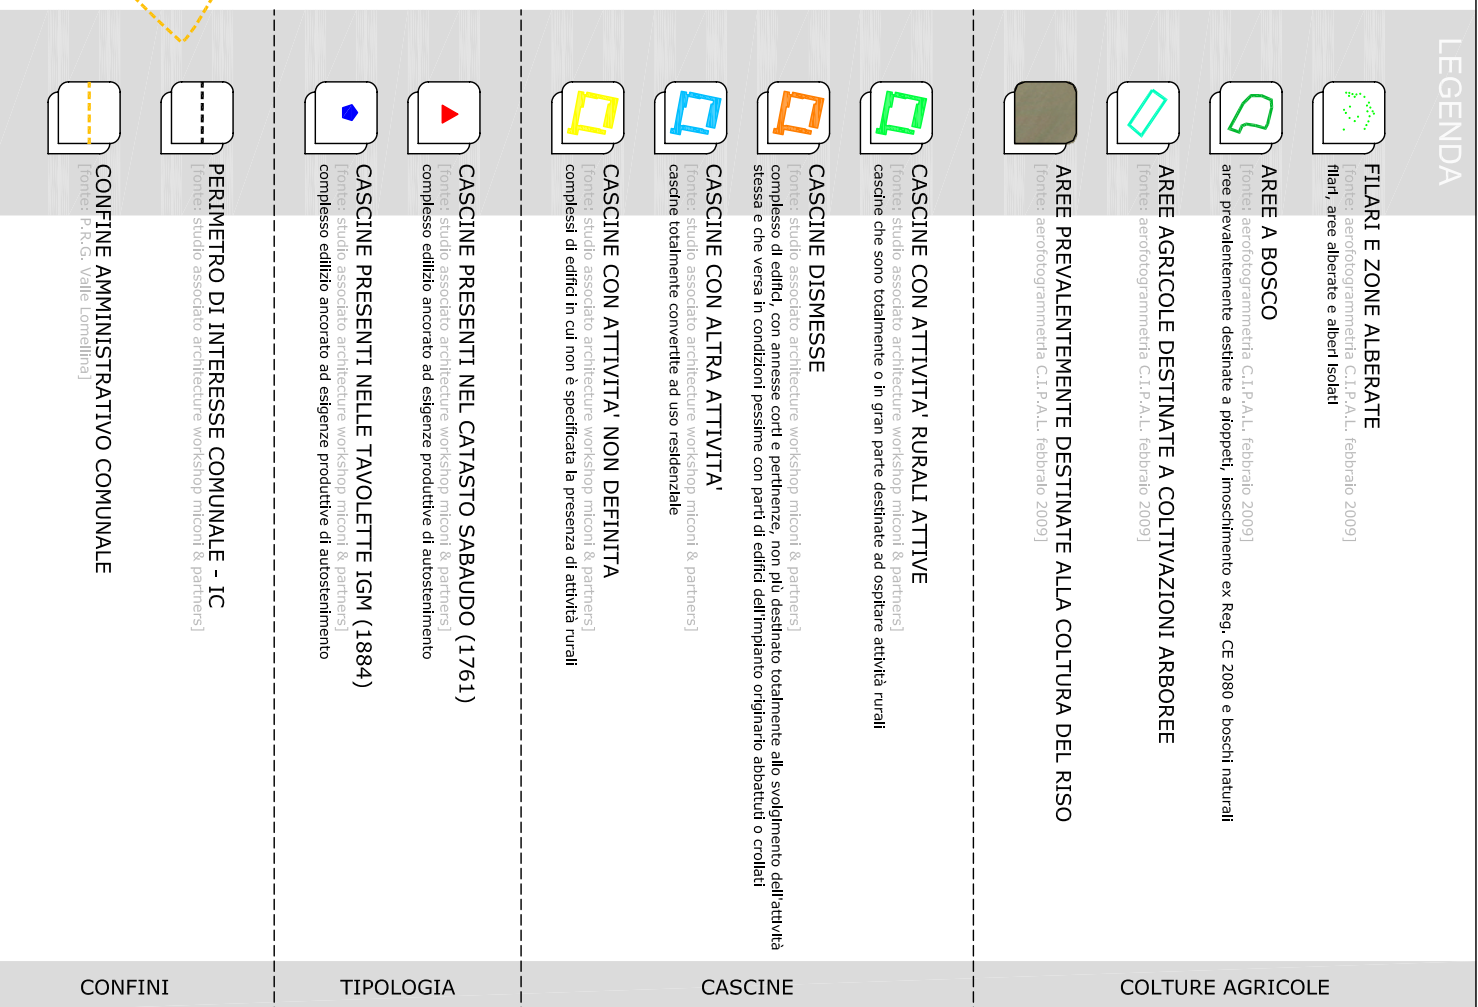 LEGENDA
FILARI E ZONE ALBERATE
[fonte: aerofotogrammetria C.I.P.A.L. febbraio 2009]
filari, aree alberate e alberi isolati
AREE A BOSCO
[fonte: aerofotogrammetria C.I.P.A.L. febbraio 2009]
aree prevalentemente destinate a pioppeti, imoschimento ex Reg. CE 2080 e boschi naturali
AREE AGRICOLE DESTINATE A COLTIVAZIONI ARBOREE
[fonte: aerofotogrammetria C.I.P.A.L. febbraio 2009]
AREE PREVALENTEMENTE DESTINATE ALLA COLTURA DEL RISO
[fonte: aerofotogrammetria C.I.P.A.L. febbraio 2009]
COLTURE AGRICOLE
CASCINE CON ATTIVITA' RURALI ATTIVE
[fonte: studio associato architecture workshop miconi & partners]
cascine che sono totalmente o in gran parte destinate ad ospitare attività rurali
CASCINE DISMESSE
[fonte: studio associato architecture workshop miconi & partners]
complesso di edifici, con annesse corti e pertinenze, non più destinato totalmente allo svolgimento dell'attività
stessa e che versa in condizioni pessime con parti di edifici dell'impianto originario abbattuti o crollati
CASCINE CON ALTRA ATTIVITA'
[fonte: studio associato architecture workshop miconi & partners]
cascine totalmente convertite ad uso residenziale
CASCINE CON ATTIVITA' NON DEFINITA
[fonte: studio associato architecture workshop miconi & partners]
complessi di edifici in cui non è specificata la presenza di attività rurali
CASCINE
CASCINE PRESENTI NEL CATASTO SABAUDO (1761)
[fonte: studio associato architecture workshop miconi & partners]
complesso edilizio ancorato ad esigenze produttive di autostenimento
CASCINE PRESENTI NELLE TAVOLETTE IGM (1884)
[fonte: studio associato architecture workshop miconi & partners]
complesso edilizio ancorato ad esigenze produttive di autostenimento
TIPOLOGIA
PERIMETRO DI INTERESSE COMUNALE - IC
[fonte: studio associato architecture workshop miconi & partners]
CONFINE AMMINISTRATIVO COMUNALE
[fonte: P.R.G. Valle Lomellina]
CONFINI